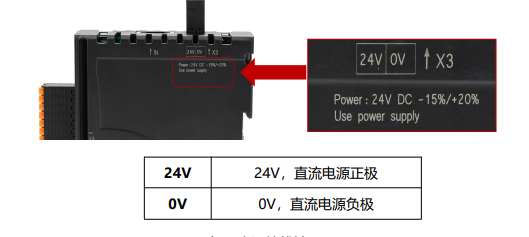 IN
24V 0V ↑ X3
Power: 24V DC -15%/+20%
Use power supply
24V 0V ↑ X3
Power : 24V DC -15%/+20%
Use power supply
24V 24V，直流电源正极
0V 0V，直流电源负极